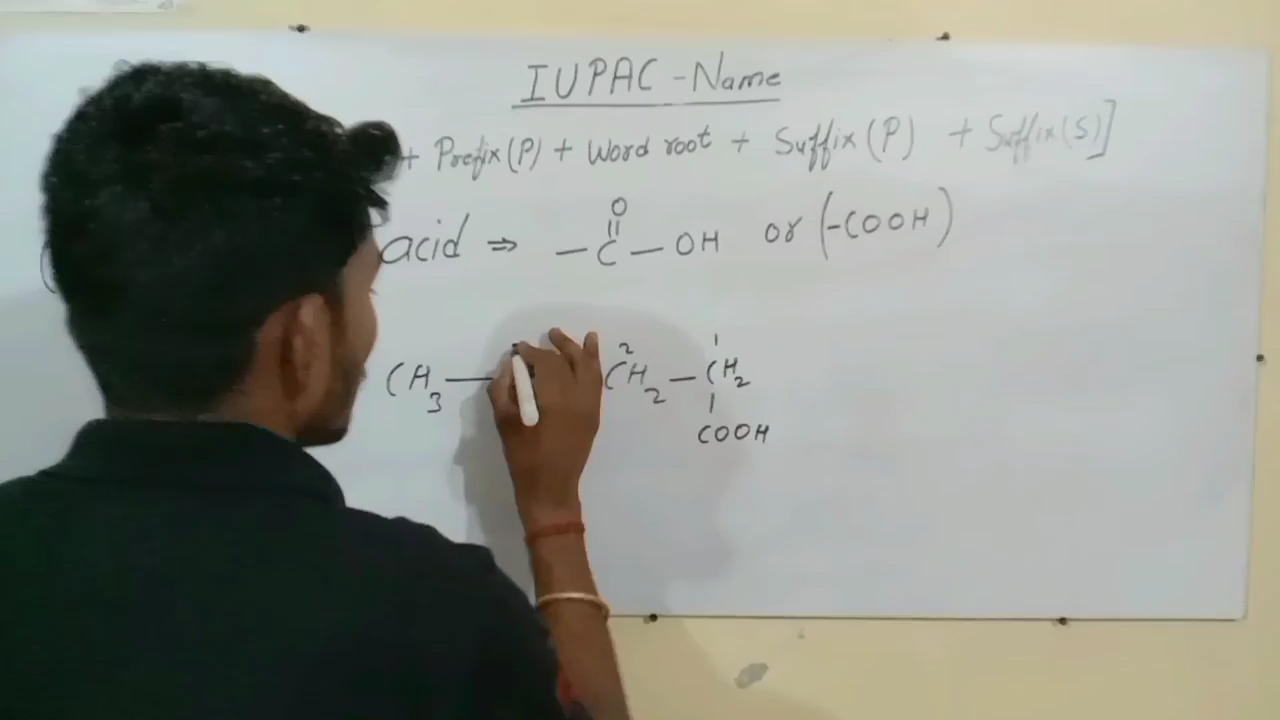 IUPAC - Name
+ Prefix(P) + Word root + Suffix(P) + Suffix(S)]
acid ⇒ — C — OH or (-COOH)
O
||
2 1
CH3 — CH2 — CH2
|
COOH